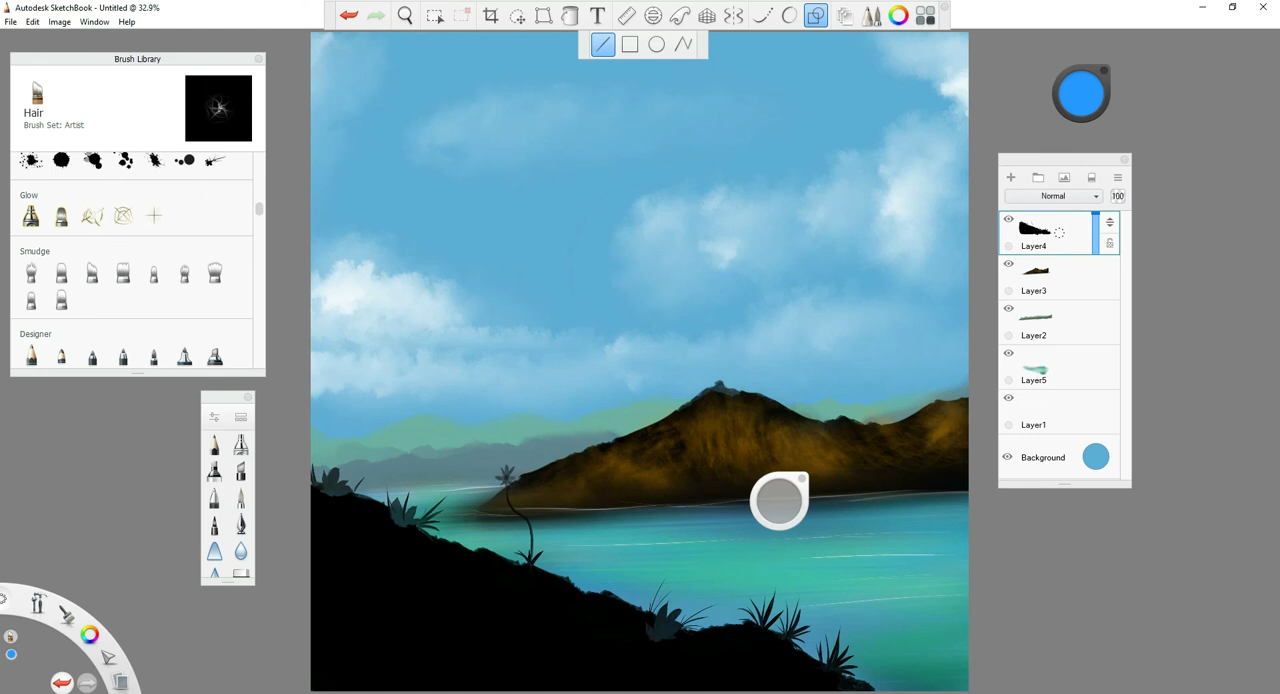 Autodesk SketchBook - Untitled @ 32.9%
File Edit Image Window Help
Brush Library
Hair
Brush Set: Artist
Glow
Smudge
Designer
T
Normal
100
Layer4
Layer3
Layer2
Layer5
Layer1
Background